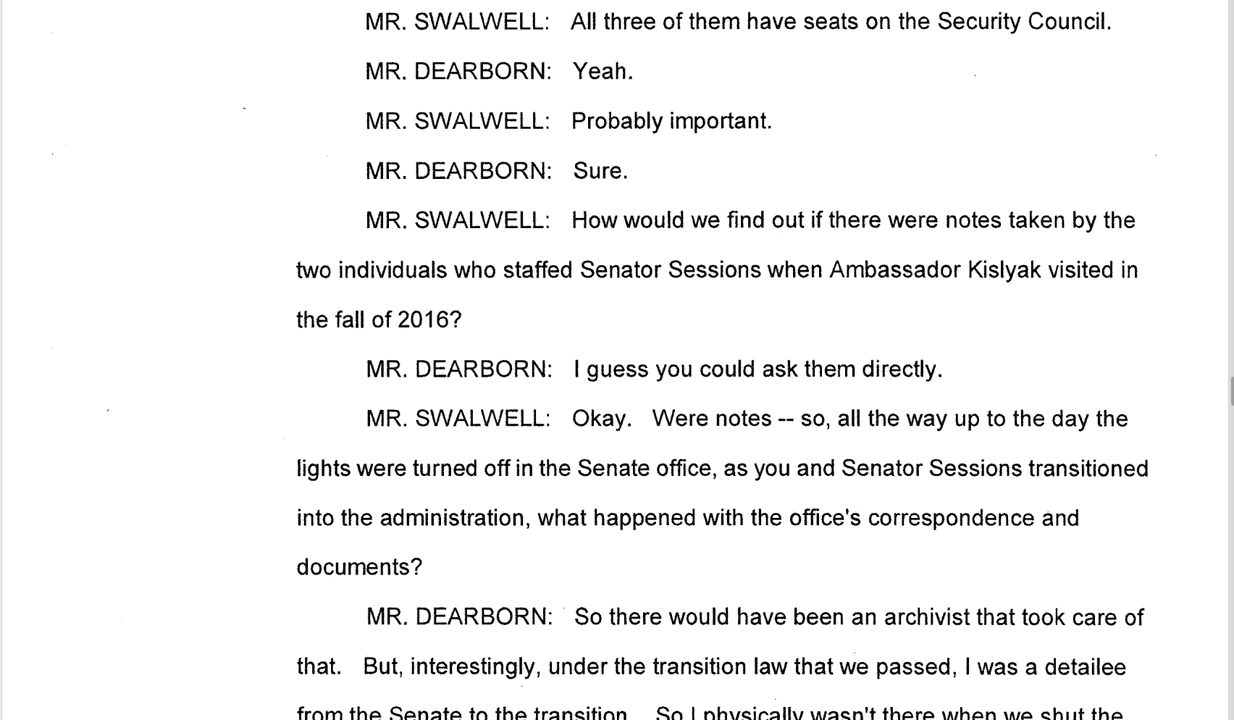 MR. SWALWELL: All three of them have seats on the Security Council.
MR. DEARBORN: Yeah.
MR. SWALWELL: Probably important.
MR. DEARBORN: Sure.
MR. SWALWELL: How would we find out if there were notes taken by the
two individuals who staffed Senator Sessions when Ambassador Kislyak visited in
the fall of 2016?
MR. DEARBORN: I guess you could ask them directly.
MR. SWALWELL: Okay. Were notes -- so, all the way up to the day the
lights were turned off in the Senate office, as you and Senator Sessions transitioned
into the administration, what happened with the office's correspondence and
documents?
MR. DEARBORN: So there would have been an archivist that took care of
that. But, interestingly, under the transition law that we passed, I was a detailee
from the Senate to the transition. So I physically wasn't there when we shut the